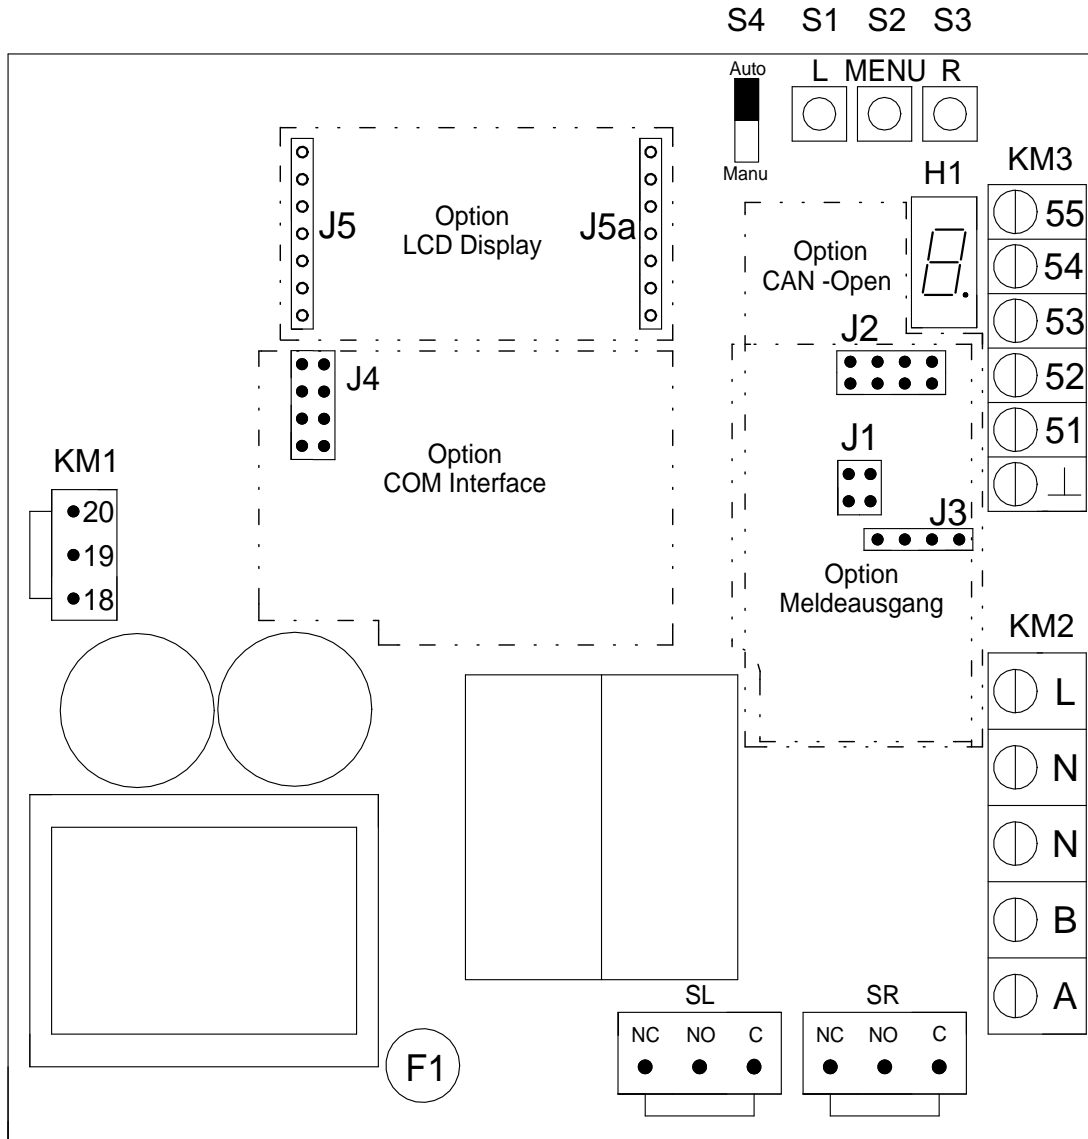 S4 S1 S2 S3
Auto
L MENU R
Manu
H1
KM3
55
54
53
52
51
⊥
J5
Option
LCD Display
J5a
Option
CAN -Open
8.
J2
J4
Option
COM Interface
J1
J3
Option
Meldeausgang
KM1
20
19
18
KM2
L
N
N
B
A
SL
NC NO C
SR
NC NO C
F1